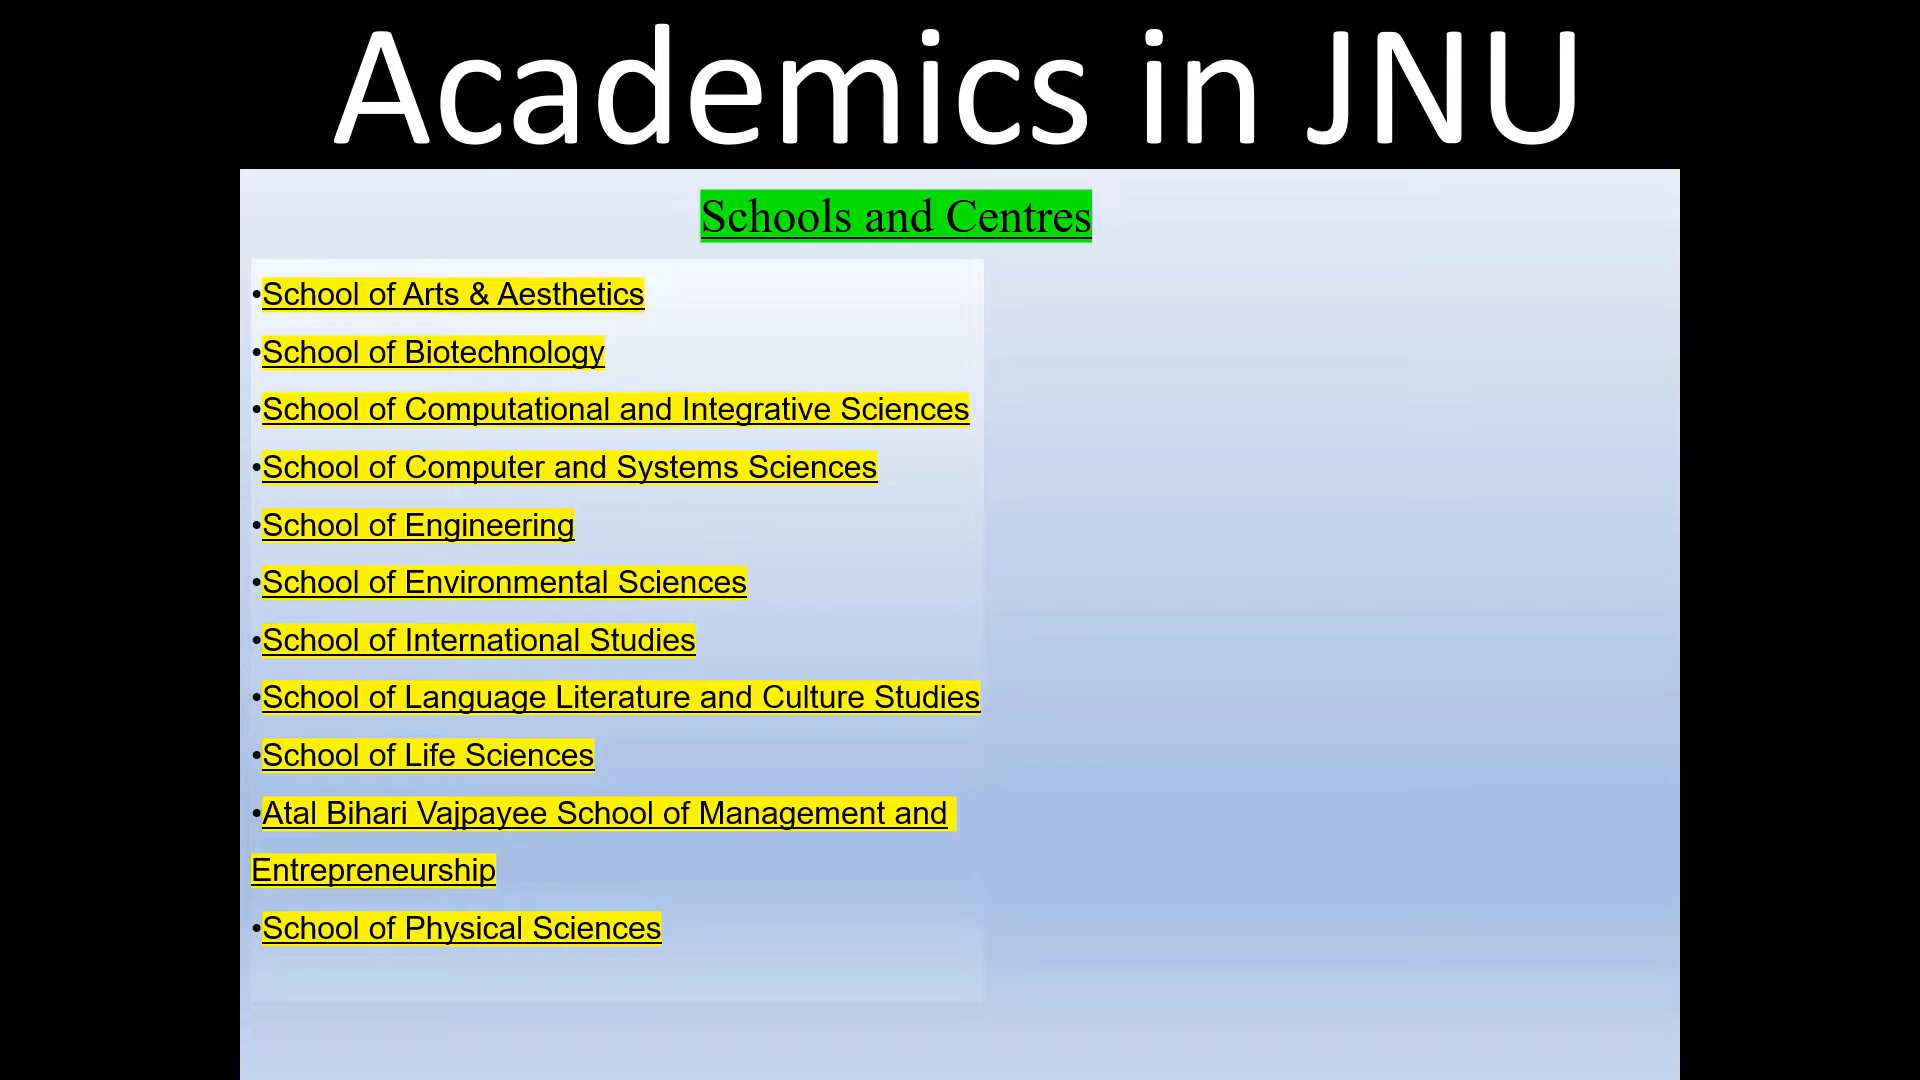 Academics in JNU
Schools and Centres
•School of Arts & Aesthetics
•School of Biotechnology
•School of Computational and Integrative Sciences
•School of Computer and Systems Sciences
•School of Engineering
•School of Environmental Sciences
•School of International Studies
•School of Language Literature and Culture Studies
•School of Life Sciences
•Atal Bihari Vajpayee School of Management and
Entrepreneurship
•School of Physical Sciences